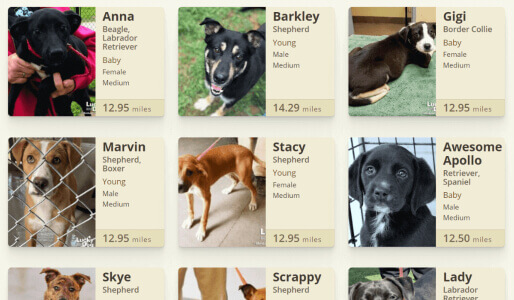 Anna
Beagle,
Labrador
Retriever
Baby
Female
Medium
12.95 miles
Barkley
Shepherd
Young
Male
Medium
14.29 miles
Gigi
Border Collie
Baby
Female
Medium
12.95 miles
Marvin
Shepherd,
Boxer
Young
Male
Medium
12.95 miles
Stacy
Shepherd
Young
Female
Medium
12.95 miles
Awesome
Apollo
Retriever,
Spaniel
Baby
Male
Medium
12.50 miles
Skye
Shepherd
Scrappy
Shepherd
Lady
Labrador
Retriever